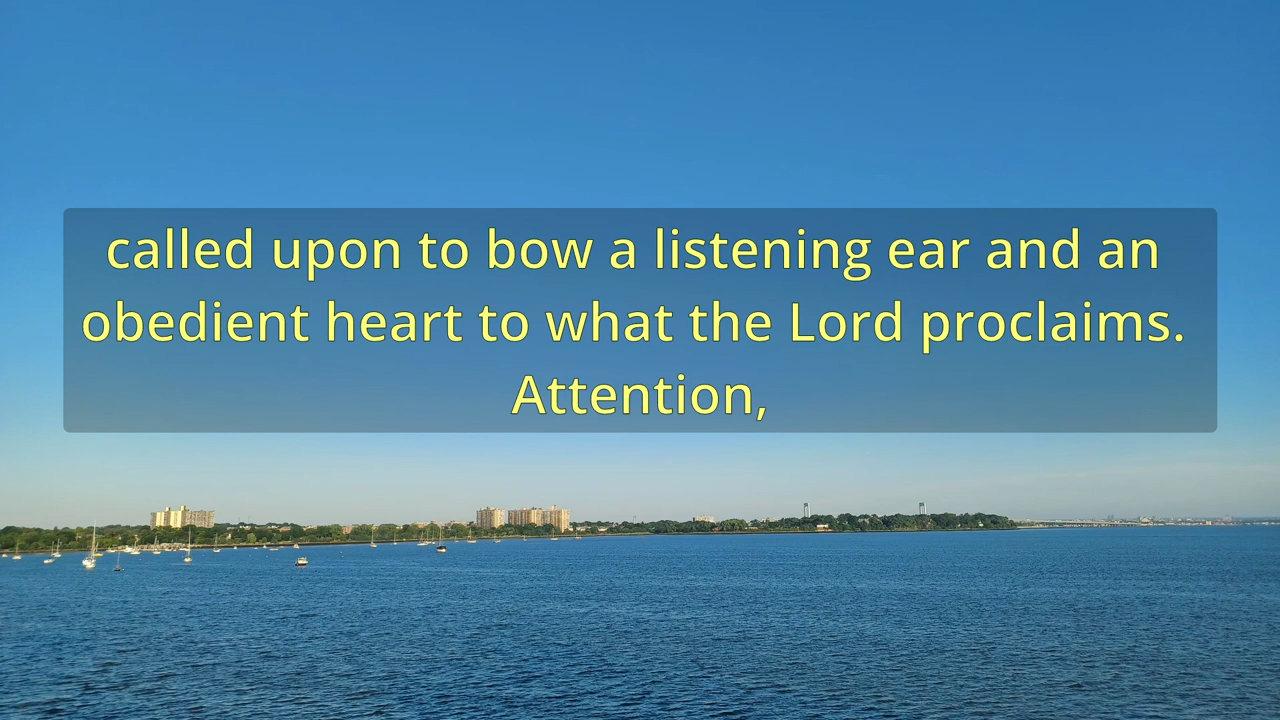 called upon to bow a listening ear and an
obedient heart to what the Lord proclaims.
Attention,